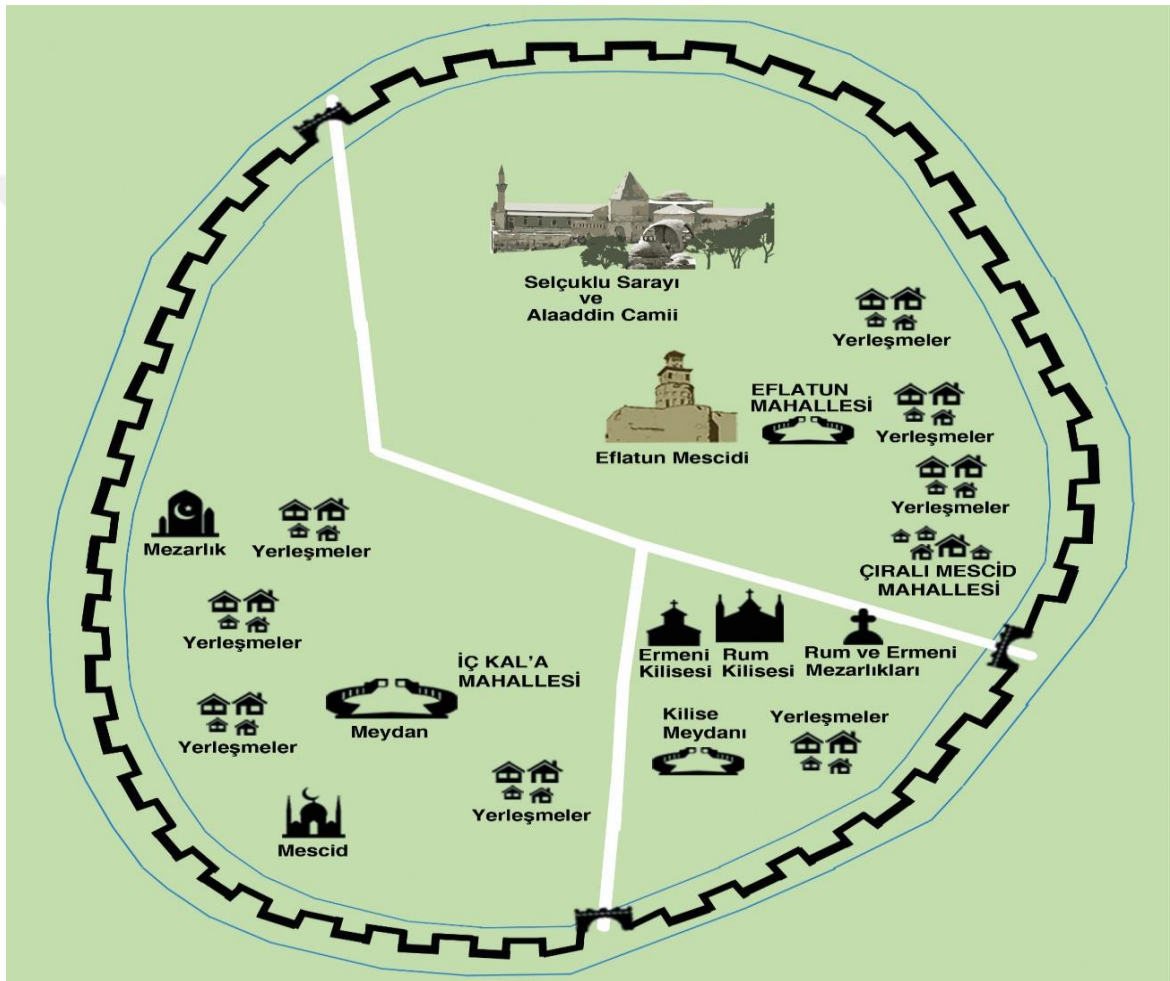 Selçuklu Sarayı
ve
Alaaddin Camii
Yerleşmeler
EFLATUN
MAHALLESİ
Yerleşmeler
Eflatun Mescidi
Yerleşmeler
Mezarlık
Yerleşmeler
ÇIRALI MESCİD
MAHALLESİ
Yerleşmeler
Ermeni
Kilisesi
Rum
Kilisesi
Rum ve Ermeni
Mezarlıkları
İÇ KAL'A
MAHALLESİ
Meydan
Yerleşmeler
Kilise
Meydanı
Yerleşmeler
Yerleşmeler
Mescid